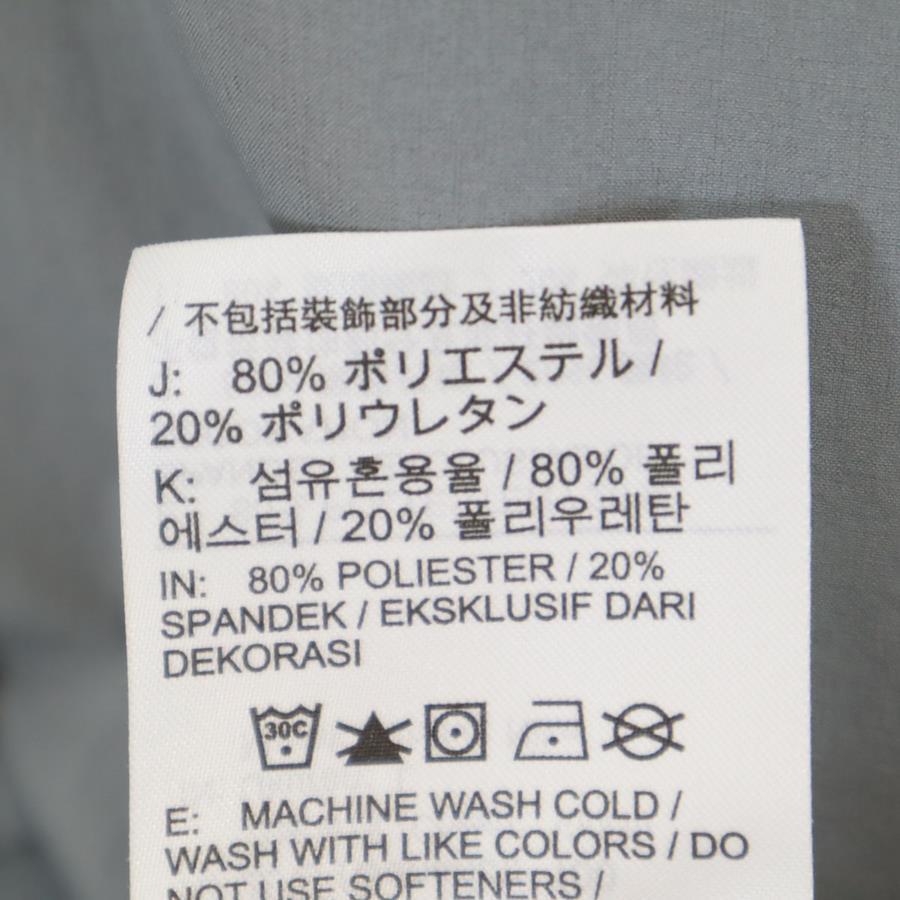 / 不包括裝飾部分及非紡織材料
J: 80% ポリエステル /
20% ポリウレタン
K: 섬유혼용율 / 80% 폴리
에스터 / 20% 폴리우레탄
IN: 80% POLIESTER / 20%
SPANDEK / EKSKLUSIF DARI
DEKORASI
30C
E: MACHINE WASH COLD /
WASH WITH LIKE COLORS / DO
NOT USE SOFTENERS /